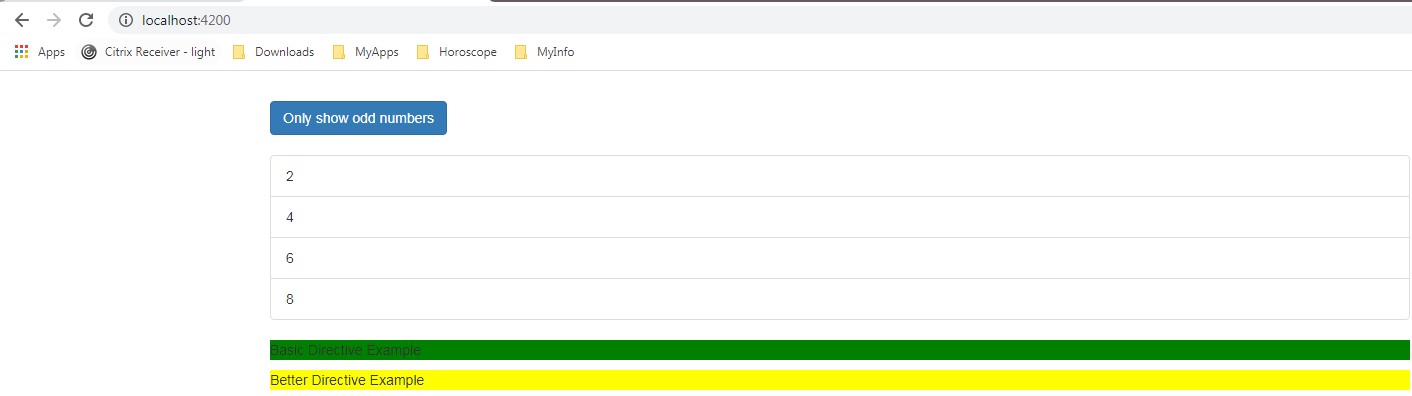 localhost:4200
Apps Citrix Receiver - light Downloads MyApps Horoscope MyInfo
Only show odd numbers
2
4
6
8
Basic Directive Example
Better Directive Example